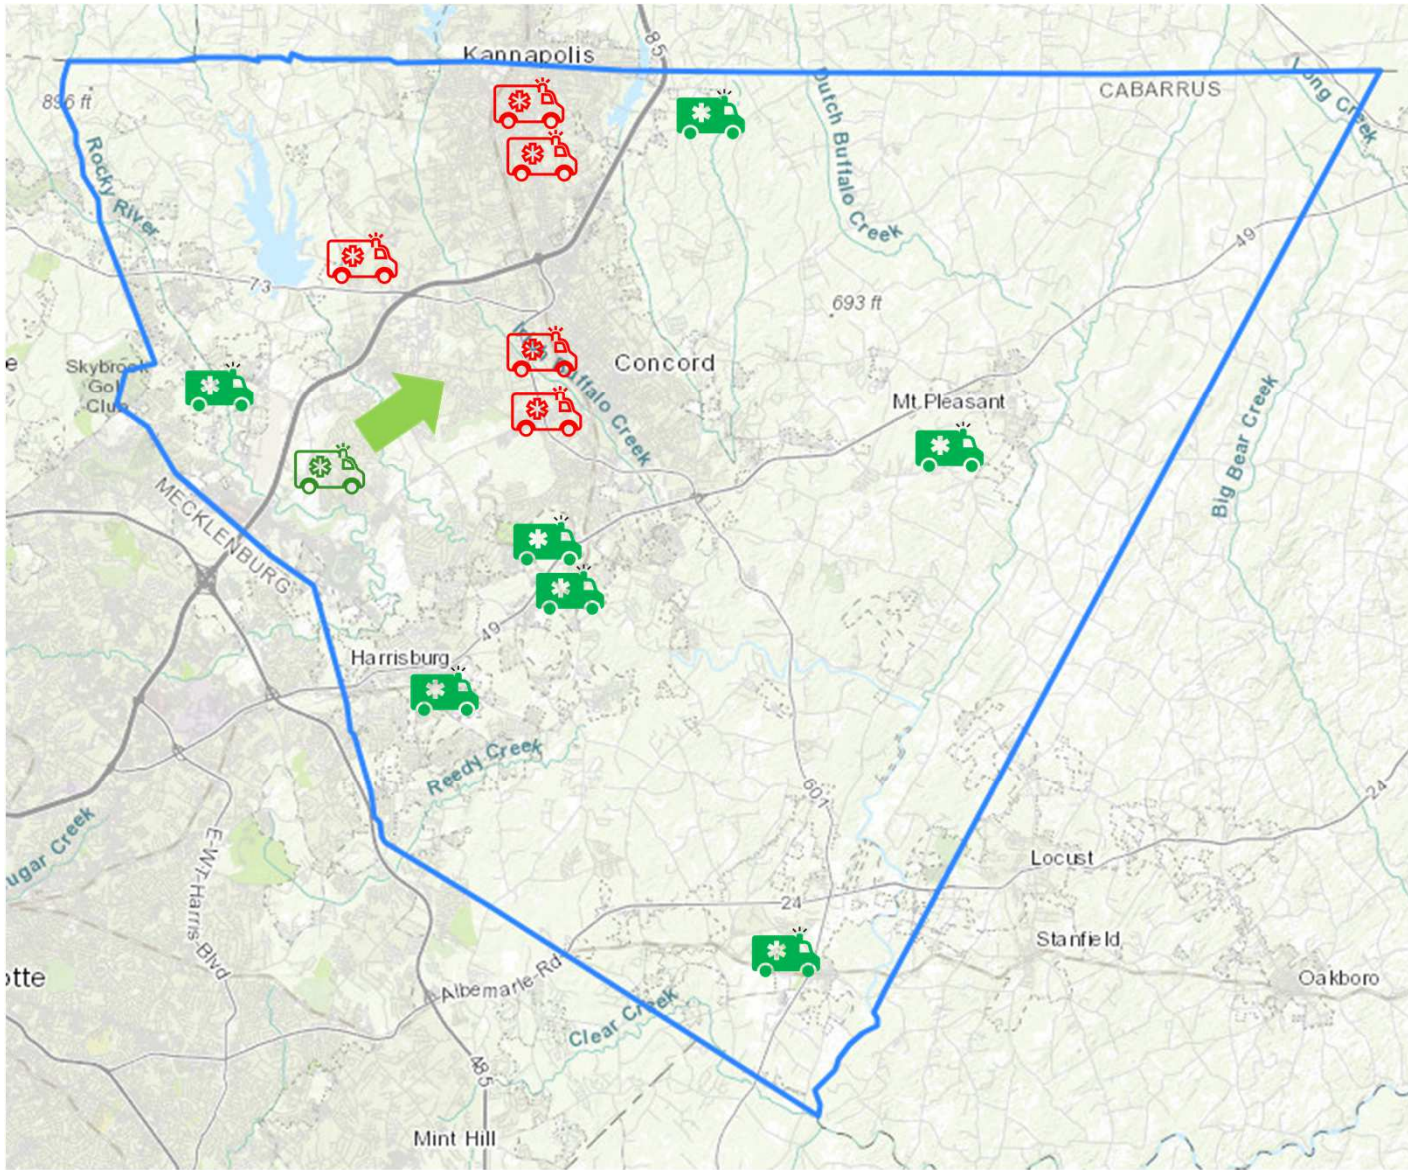 85
Kannapolis
CABARRUS
Long Creek
896 ft
Dutch Buffalo Creek
Rocky River
49
73
693 ft
Concord
Skybrook
Golf
Club
e
Buffalo Creek
Mt Pleasant
Big Bear Creek
MECKLENBURG
49
Harrisburg
Reedy Creek
601
24
ugar Creek
E-W-T-Harris-Blvd
Locust
24
Stanfield
otte
Albemarle-Rd
Oakboro
Clear Creek
485
Mint Hill